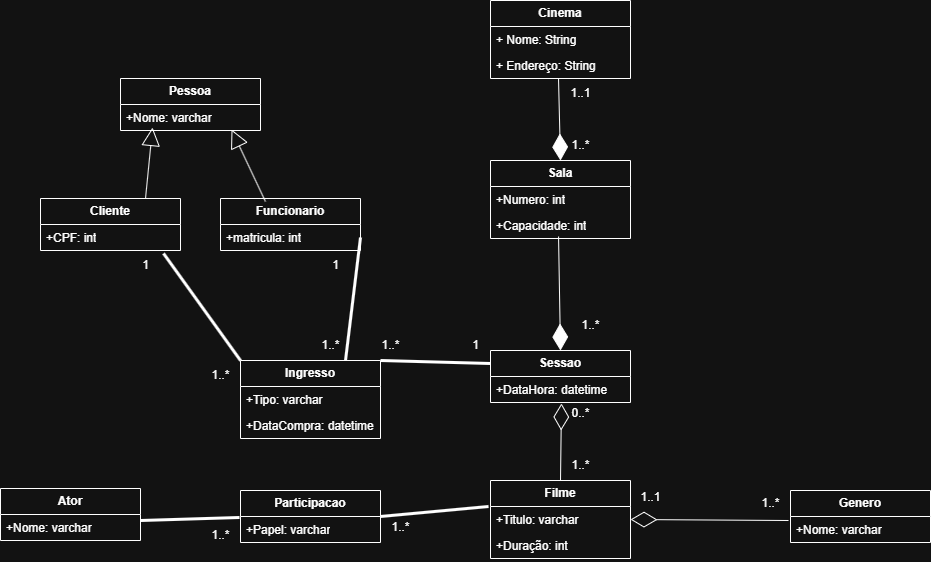 Cinema
+ Nome: String
+ Endereço: String
1..1
1..*
Pessoa
+Nome: varchar
Sala
+Numero: int
+Capacidade: int
Cliente
+CPF: int
Funcionario
+matricula: int
1
1
1..*
1..*
1..*
1
1..*
Ingresso
+Tipo: varchar
+DataCompra: datetime
Sessao
+DataHora: datetime
0..*
1..*
Ator
+Nome: varchar
1..*
Participacao
+Papel: varchar
1..*
Filme
+Titulo: varchar
+Duração: int
1..1
1..*
Genero
+Nome: varchar